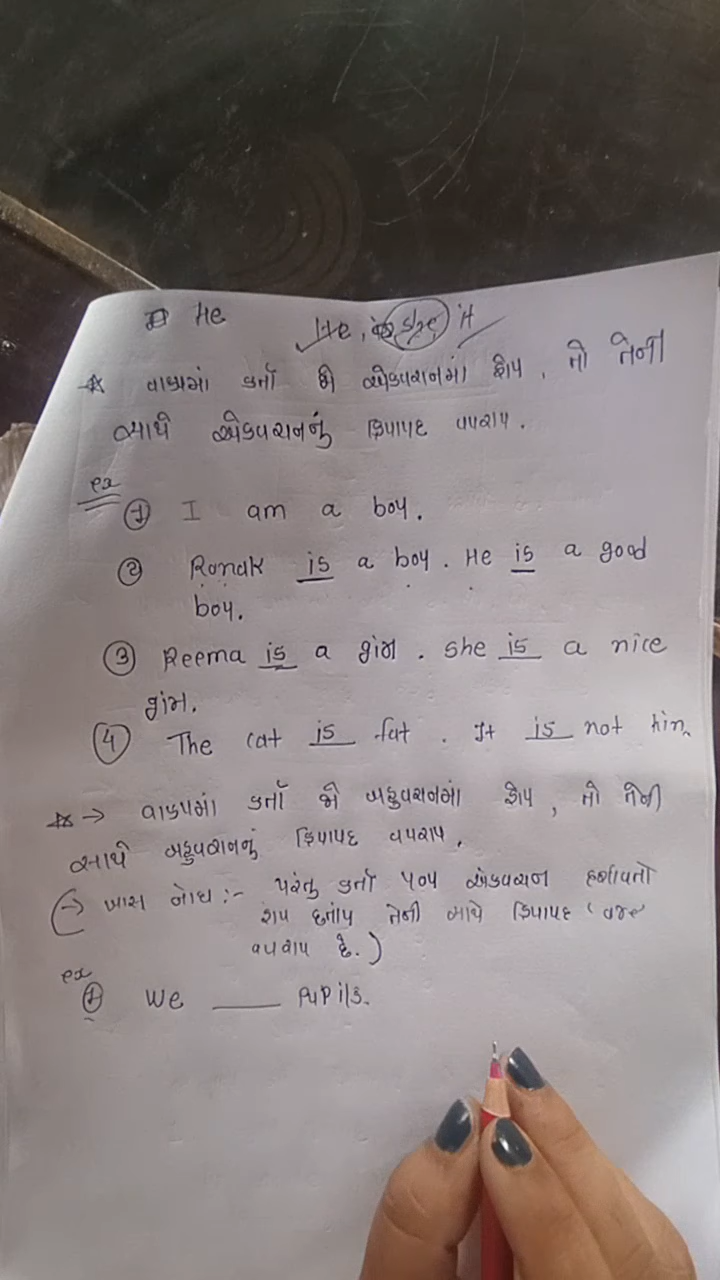 He He, she, it
* વાક્યમાં કર્તા જો એકવચનમાં હોય, તો તેની
સાથે એકવચનનું ક્રિયાપદ વપરાય.
ex
① I am a boy.
② Ronak is a boy. He is a good
boy.
③ Reema is a girl. She is a nice
girl.
④ The cat is fat. It is not
* → વાક્યમાં કર્તા જો બહુવચનમાં હોય, તો તેની
સાથે બહુવચનનું ક્રિયાપદ વપરાય.
(→ ખાસ નોંધ :- પરંતુ કર્તા એકવચન દર્શાવતો
હોય છતાંય તેની સાથે ક્રિયાપદ 'are
વપરાય છે.)
ex
① We ____ Pupils.